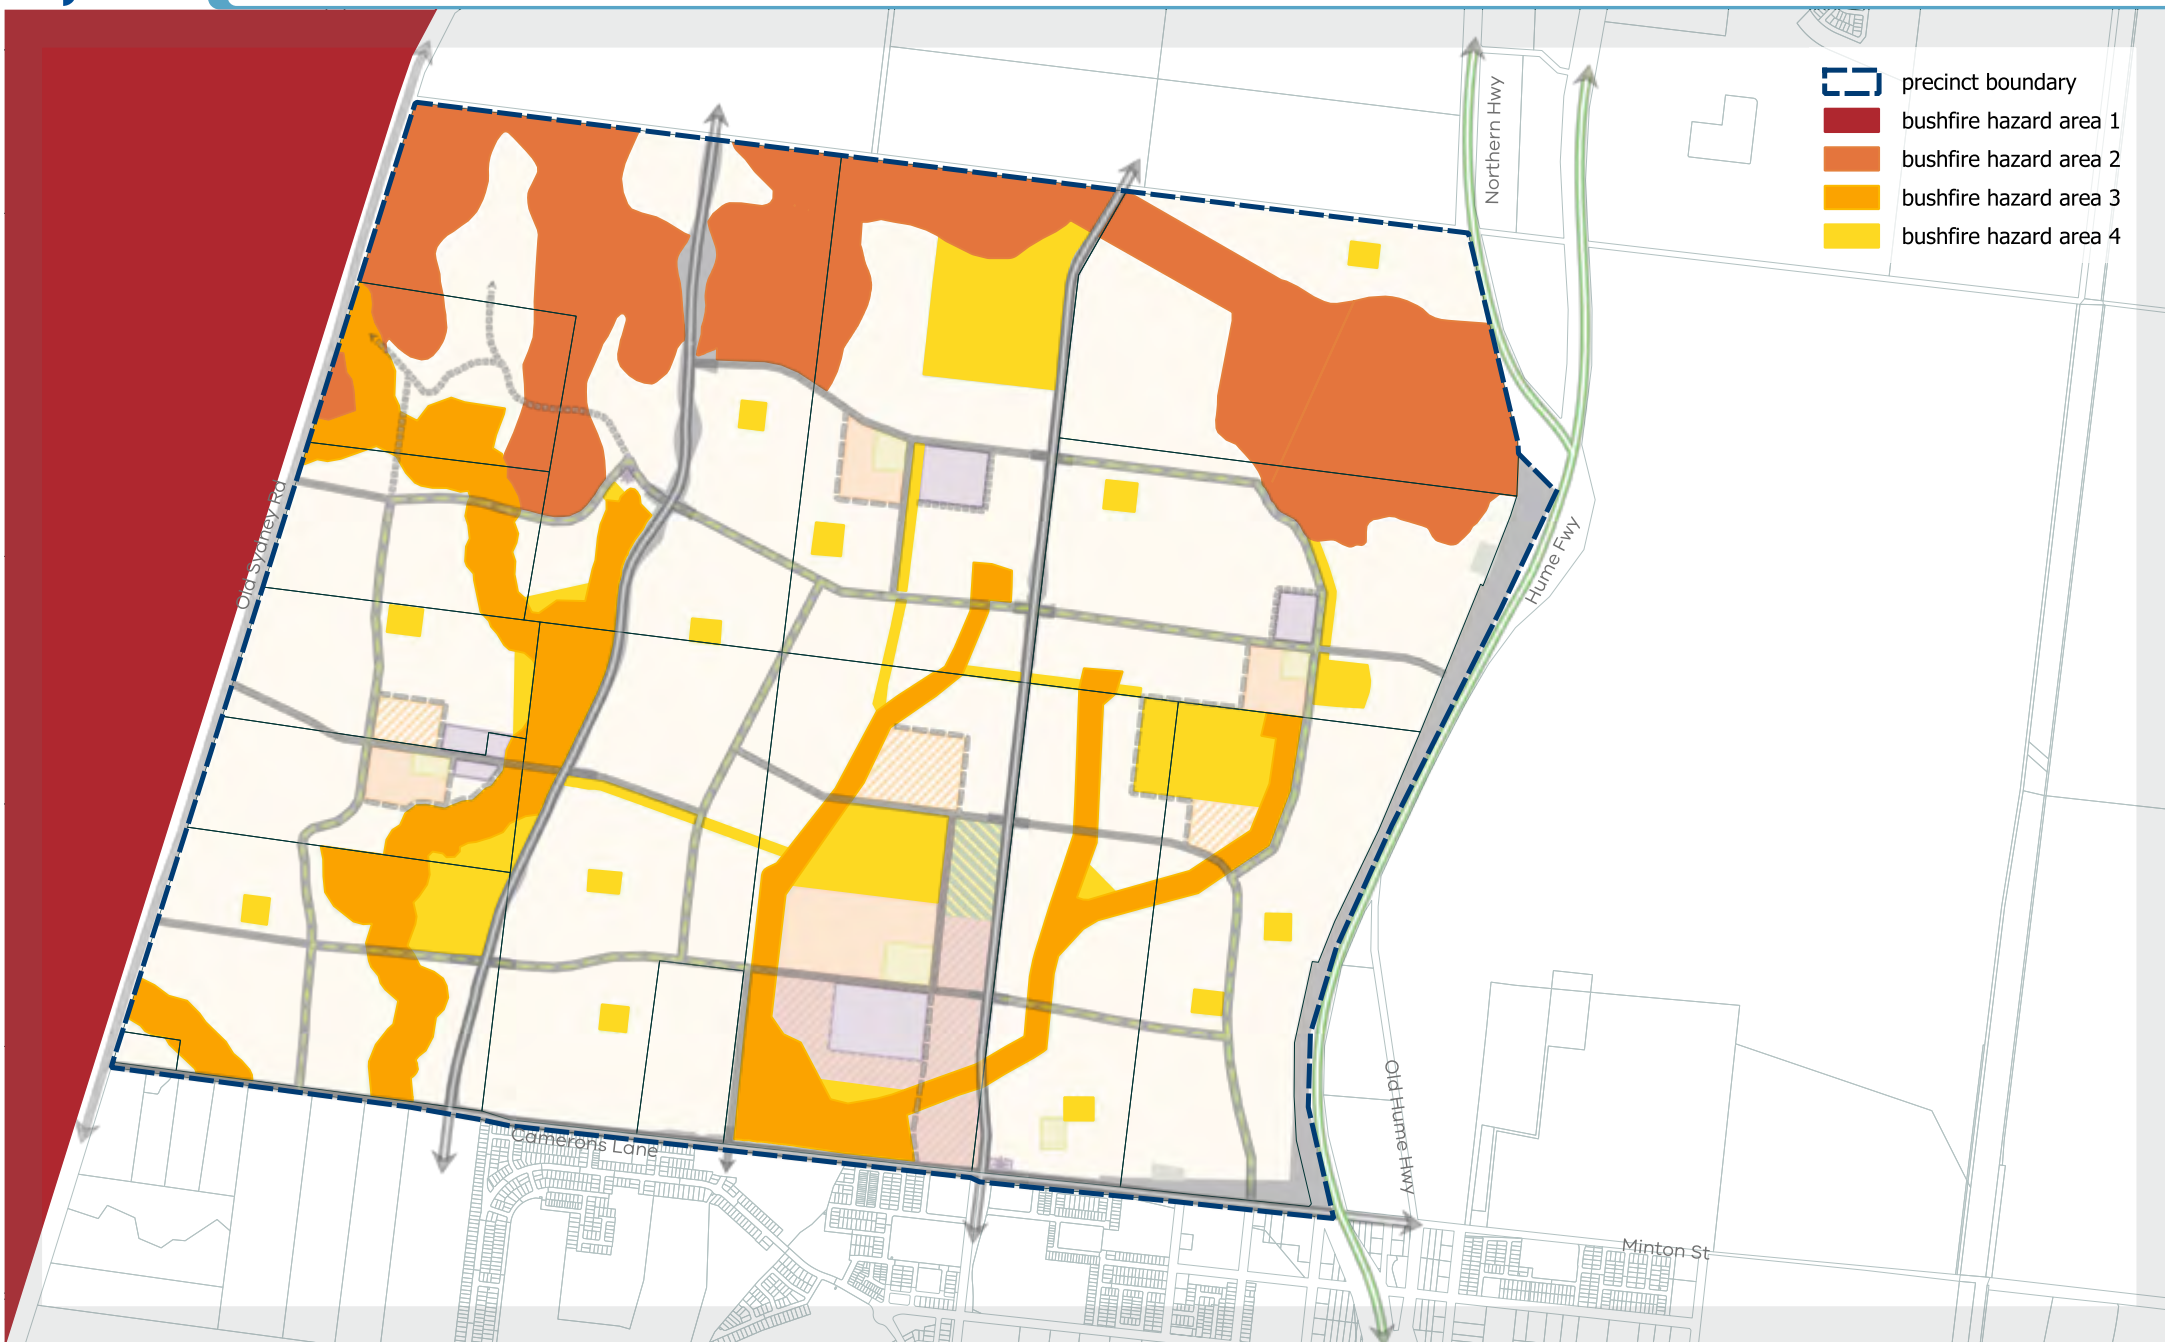 precinct boundary
bushfire hazard area 1
bushfire hazard area 2
bushfire hazard area 3
bushfire hazard area 4
Northern Hwy
Old Sydney Rd
Hume Fwy
Old Hume Hwy
Camerons Lane
Minton St